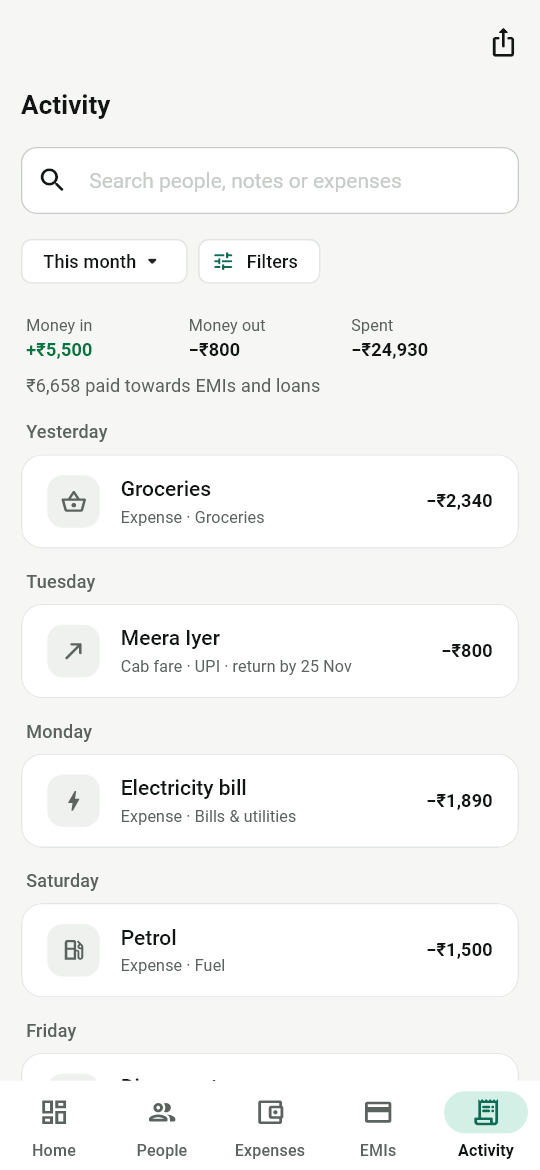 Activity
Search people, notes or expenses
This month
Filters
Money in
Money out
Spent
+₹5,500
−₹800
−₹24,930
₹6,658 paid towards EMIs and loans
Yesterday
Groceries
Expense · Groceries
−₹2,340
Tuesday
Meera Iyer
Cab fare · UPI · return by 25 Nov
−₹800
Monday
Electricity bill
Expense · Bills & utilities
−₹1,890
Saturday
Petrol
Expense · Fuel
−₹1,500
Friday
Home
People
Expenses
EMIs
Activity